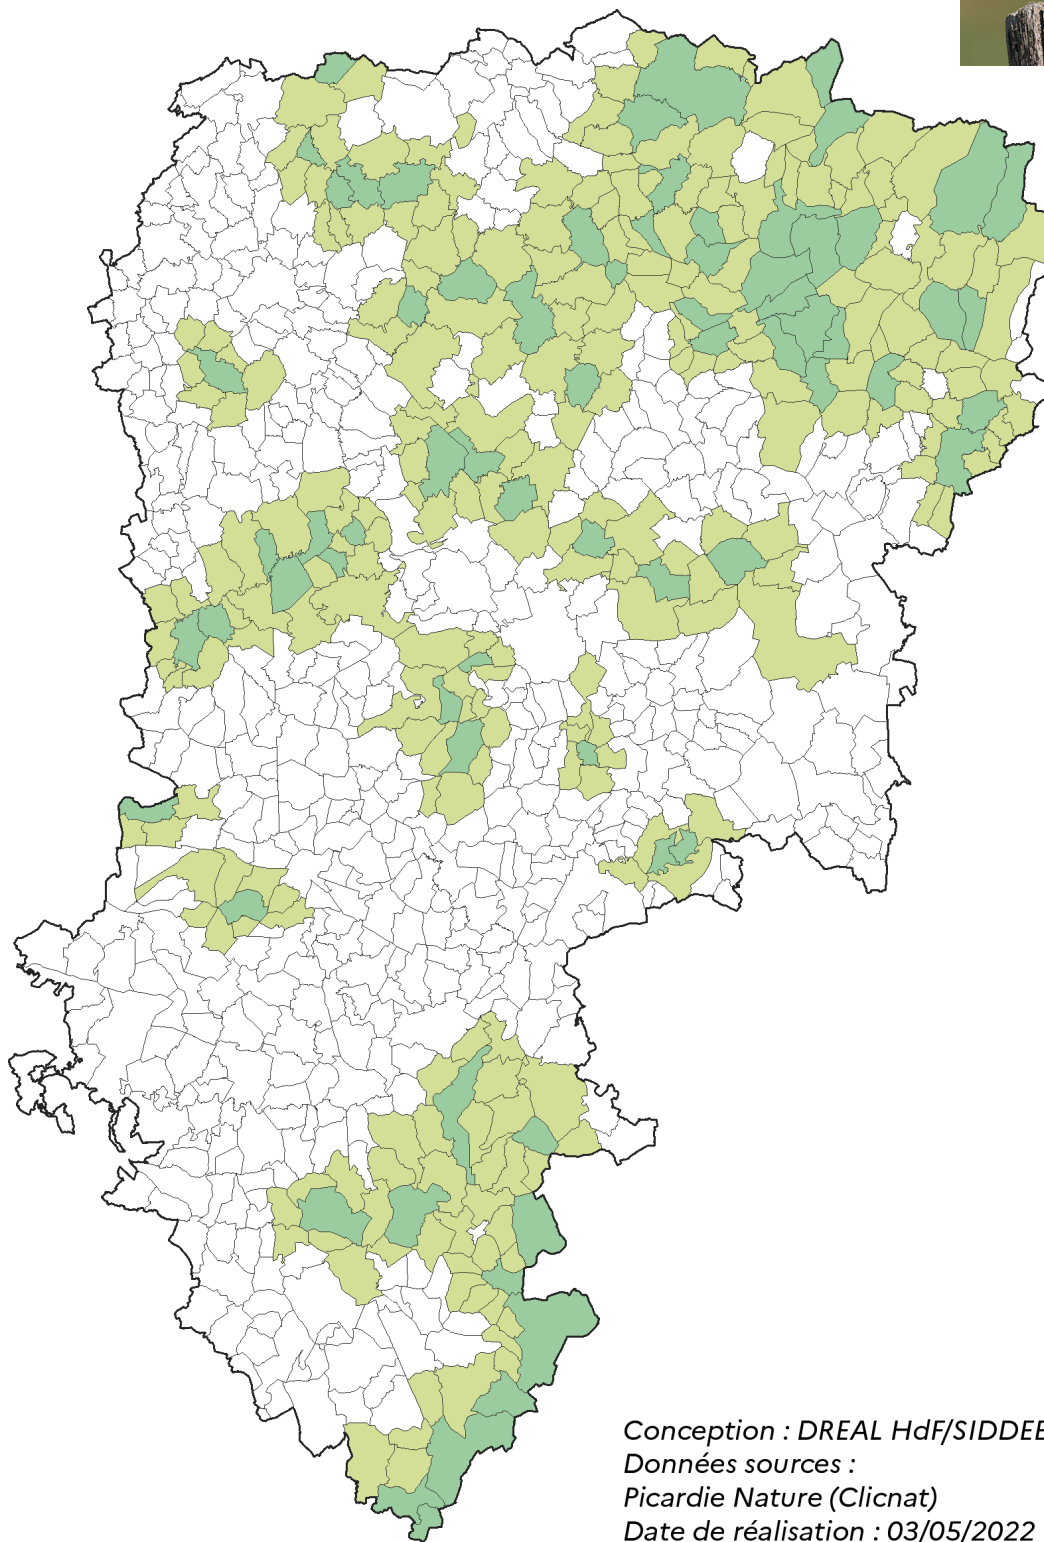 Conception : DREAL HdF/SIDDEE
Données sources :
Picardie Nature (Clicnat)
Date de réalisation : 03/05/2022